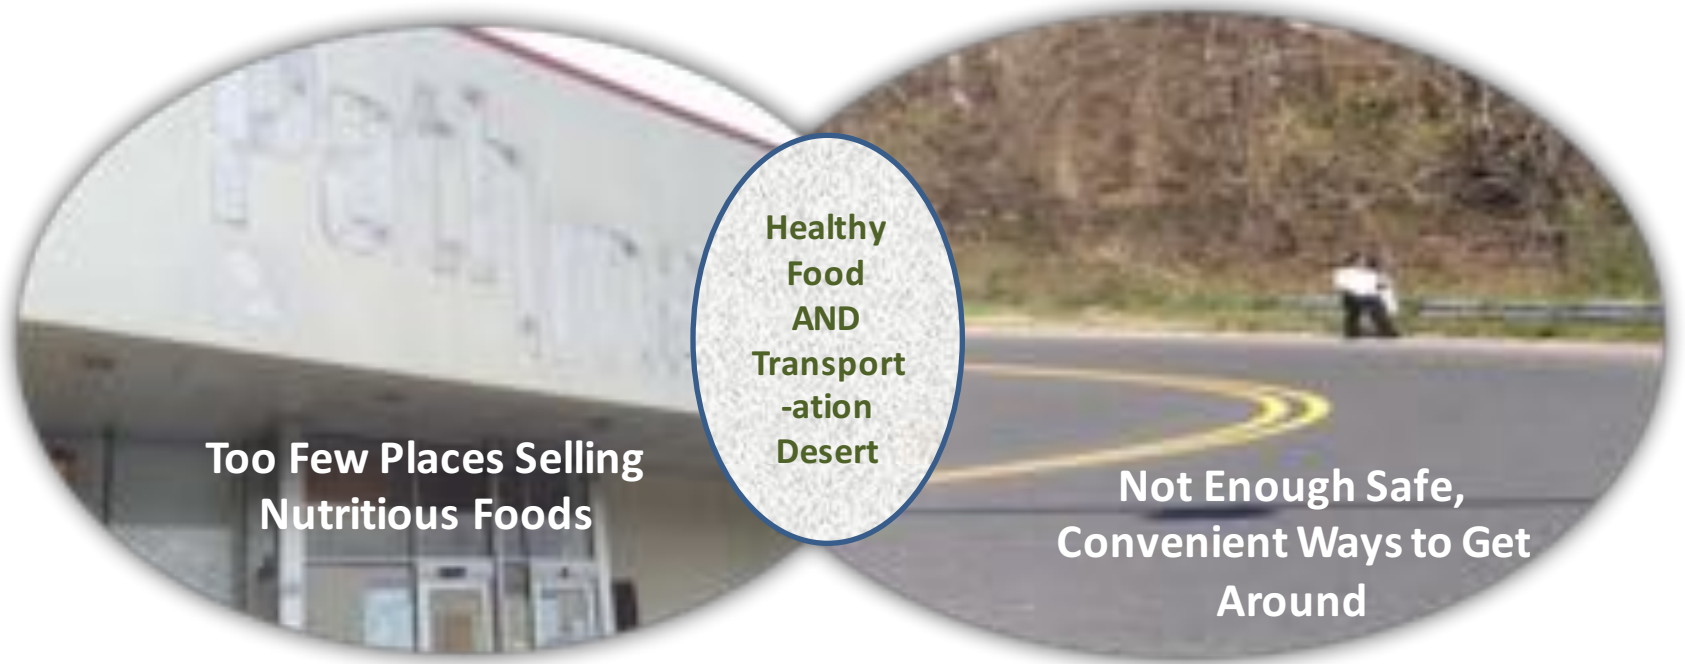 Too Few Places Selling
Nutritious Foods
Healthy
Food
AND
Transport
-ation
Desert
Not Enough Safe,
Convenient Ways to Get
Around